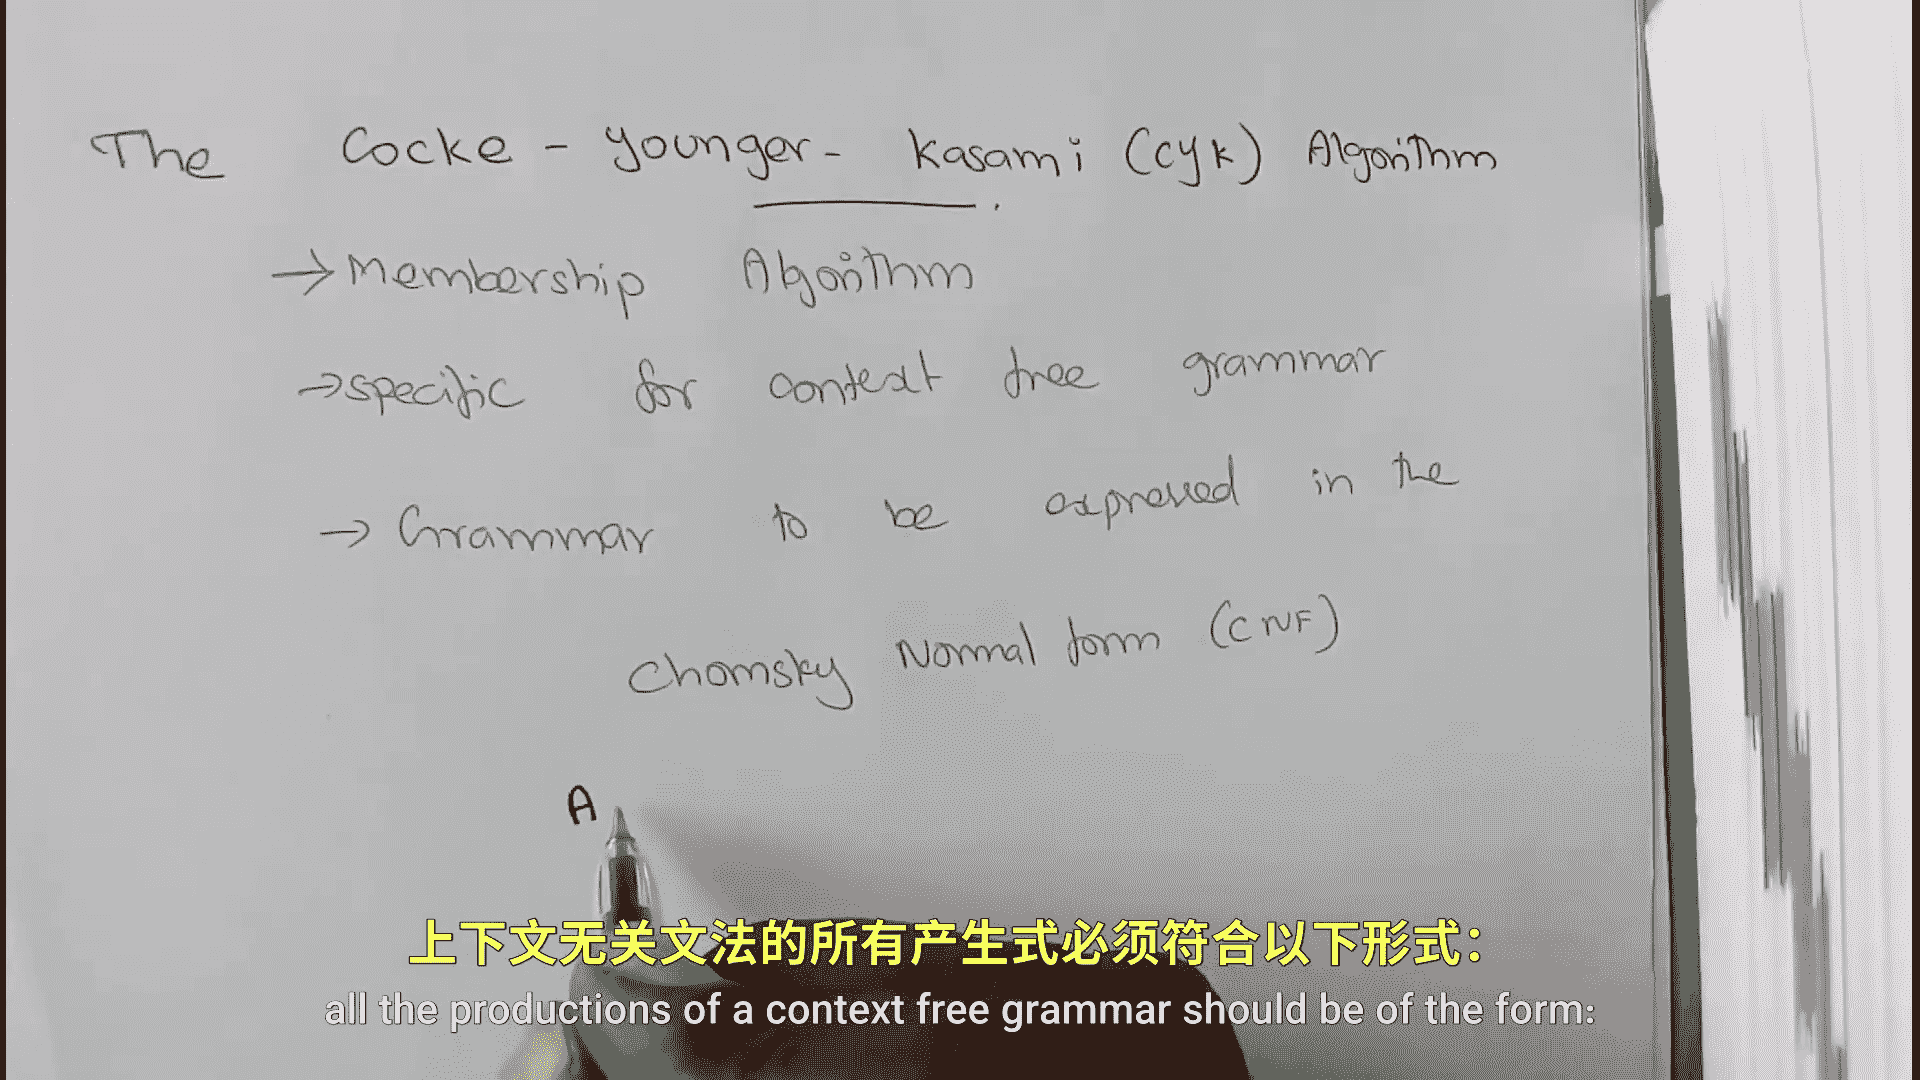 The Cocke - Younger - Kasami (CYK) Algorithm
→ Membership Algorithm
→ specific for context free grammar
→ Grammar to be expressed in the
Chomsky Normal form (CNF)
A
上下文无关文法的所有产生式必须符合以下形式：
all the productions of a context free grammar should be of the form: